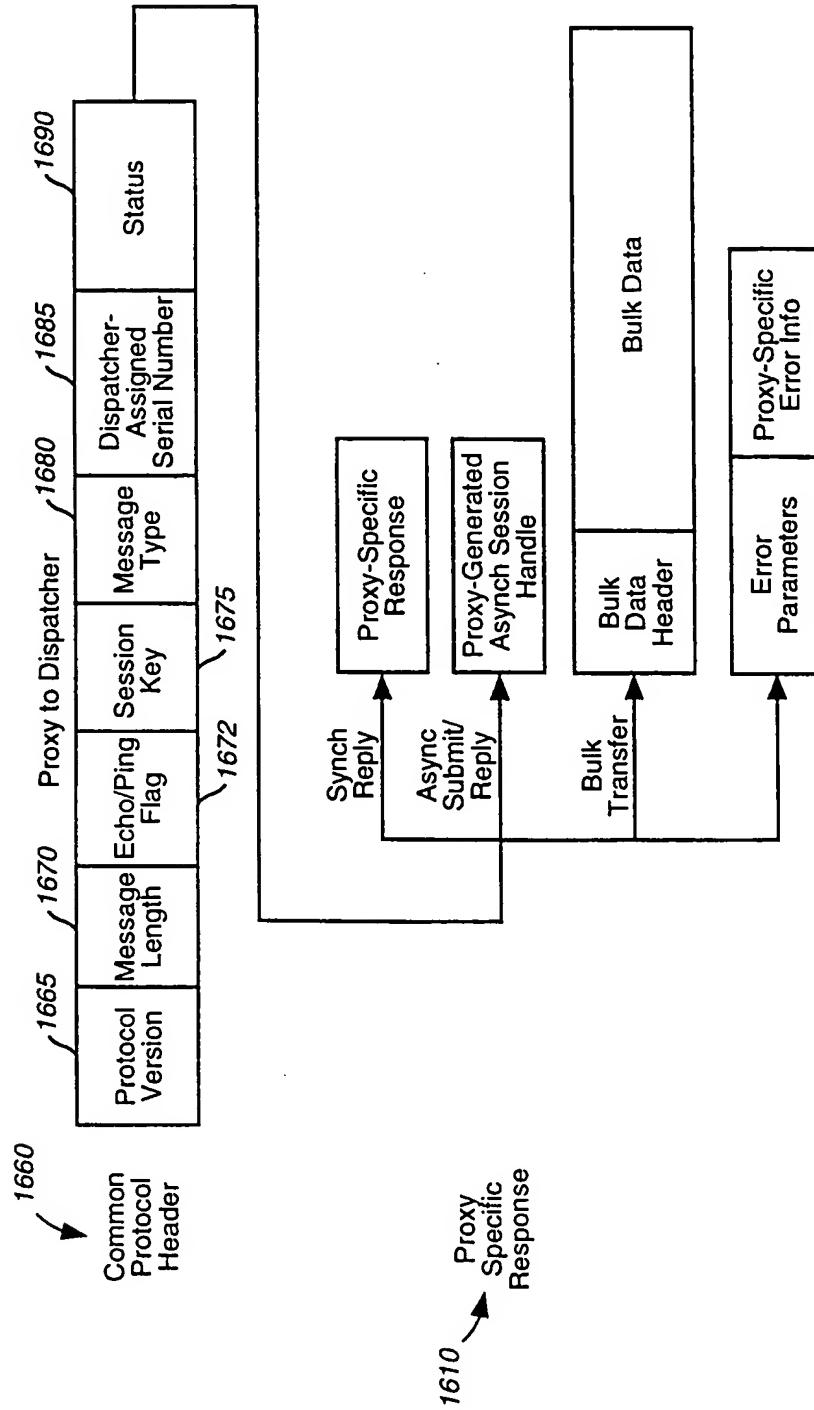 Proxy to Dispatcher
1660
Common
Protocol
Header
1665
Protocol
Version
1670
Message
Length
Echo/Ping
Flag
1672
Session
Key
1675
1680
Message
Type
1685
Dispatcher-
Assigned
Serial Number
1690
Status
1610
Proxy
Specific
Response
Synch
Reply
Proxy-Specific
Response
Async
Submit/
Reply
Proxy-Generated
Asynch Session
Handle
Bulk
Transfer
Bulk
Data
Header
Bulk Data
Error
Parameters
Proxy-Specific
Error Info